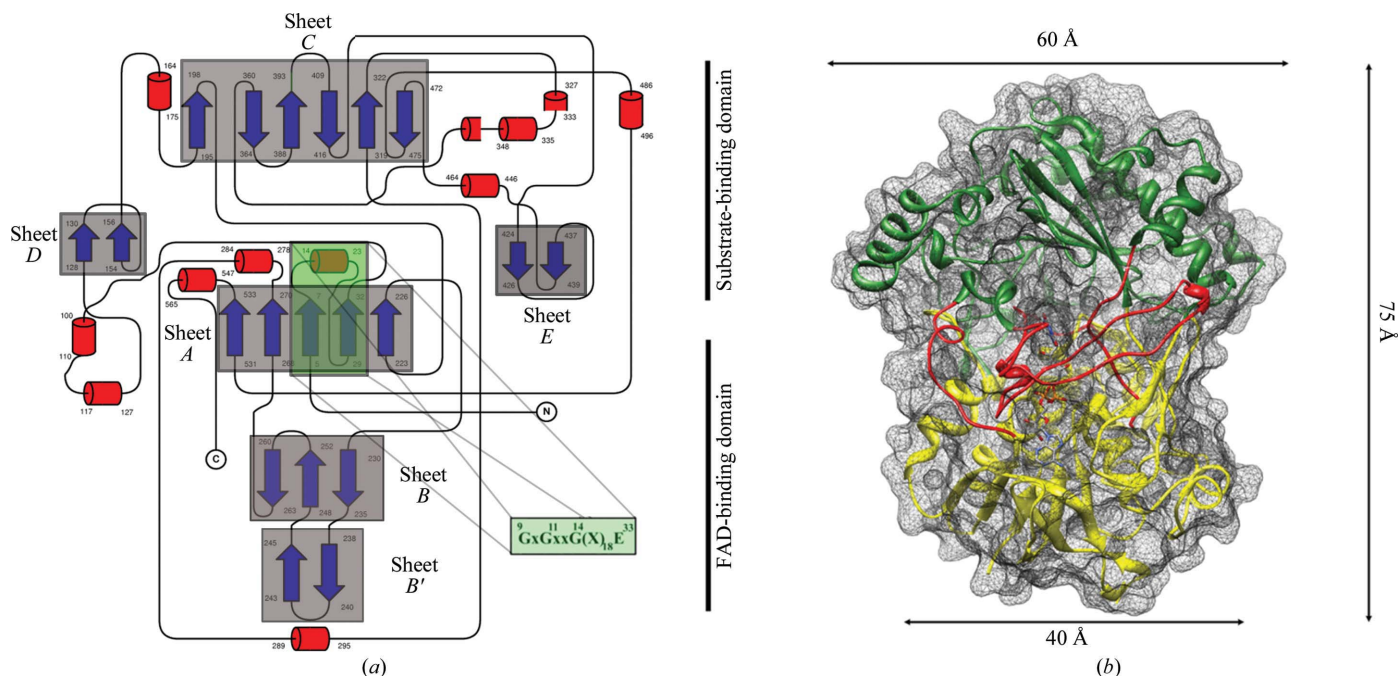 Sheet
C
60 Å
164
198
360
393
409
322
327
486
472
175
333
496
348
335
195
364
388
416
319
475
464
446
Substrate-binding domain
Sheet
D
130
156
128
154
424
437
426
439
Sheet
E
284
278
14
23
547
565
533
270
7
32
226
Sheet
A
531
266
5
29
223
75 Å
100
110
117
127
N
C
260
252
230
Sheet
B
263
248
235
FAD-binding domain
9 11 14 33
GxGxxG(X)18E
245
238
Sheet
B′
243
240
289
295
40 Å
(a)
(b)